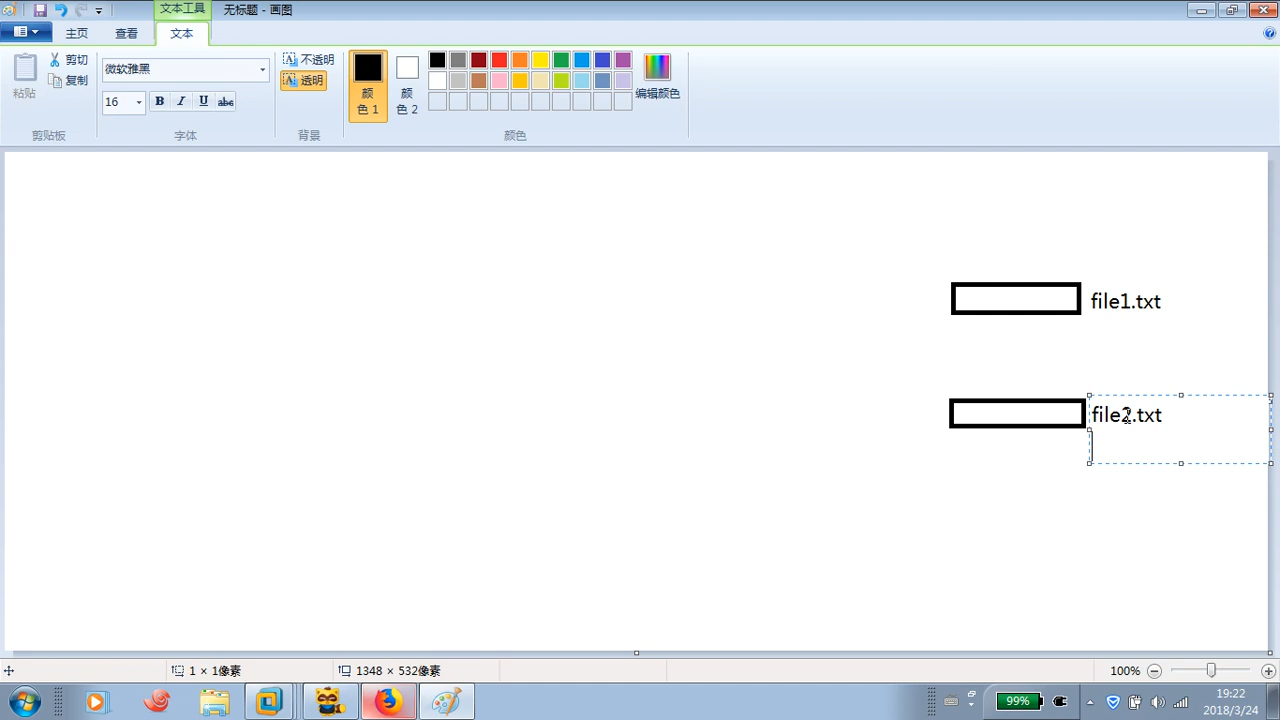 文本工具
无标题 - 画图
主页
查看
文本
粘贴
剪切
复制
剪贴板
微软雅黑
16
B I U abc
字体
不透明
透明
背景
颜
色 1
颜
色 2
编辑颜色
颜色
file1.txt
file2.txt
1 × 1像素
1348 × 532像素
100%
99%
19:22
2018/3/24